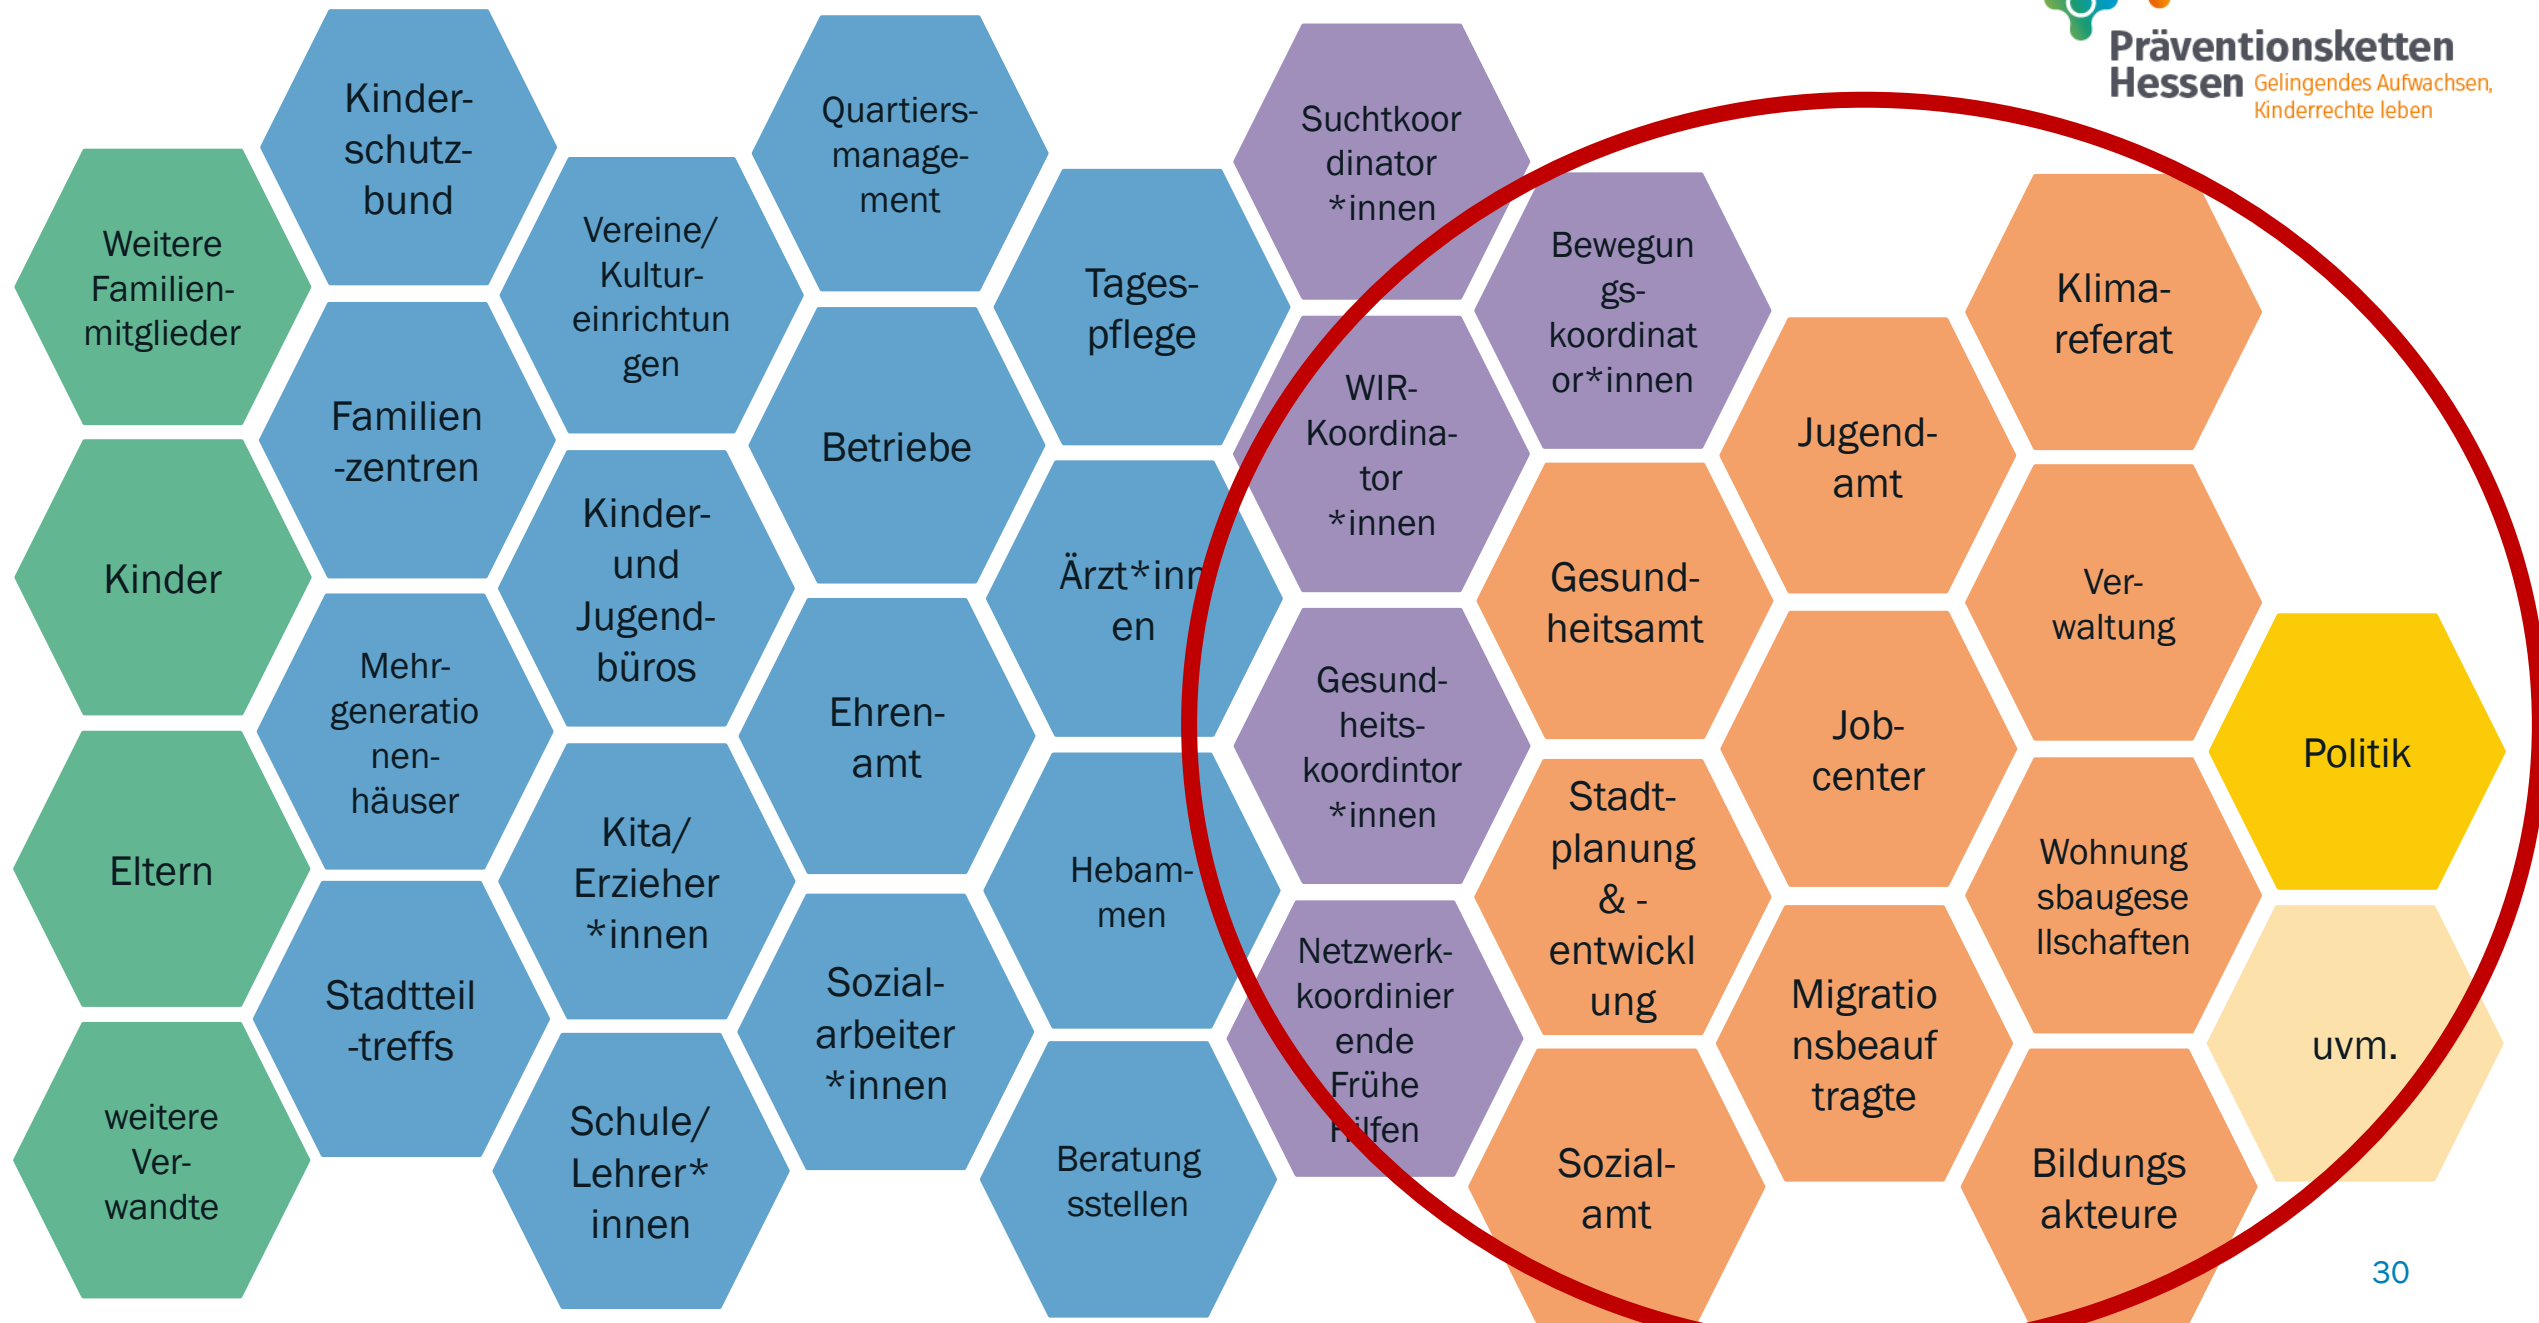 Präventionsketten
Hessen Gelingendes Aufwachsen,
Kinderrechte leben
Weitere
Familien-
mitglieder
Kinder
Eltern
weitere
Ver-
wandte
Kinder-
schutz-
bund
Familien
-zentren
Mehr-
generatio
nen-
häuser
Stadtteil
-treffs
Vereine/
Kultur-
einrichtun
gen
Kinder-
und
Jugend-
büros
Kita/
Erzieher
*innen
Schule/
Lehrer*
innen
Quartiers-
manage-
ment
Betriebe
Ehren-
amt
Sozial-
arbeiter
*innen
Tages-
pflege
Ärzt*inn
en
Hebam-
men
Beratung
sstellen
Suchtkoor
dinator
*innen
WIR-
Koordina-
tor
*innen
Gesund-
heits-
koordintor
*innen
Netzwerk-
koordinier
ende
Frühe
Hilfen
Bewegun
gs-
koordinat
or*innen
Gesund-
heitsamt
Stadt-
planung
& -
entwickl
ung
Sozial-
amt
Jugend-
amt
Job-
center
Migratio
nsbeauf
tragte
Klima-
referat
Ver-
waltung
Wohnung
sbaugese
llschaften
Bildungs
akteure
Politik
uvm.
30